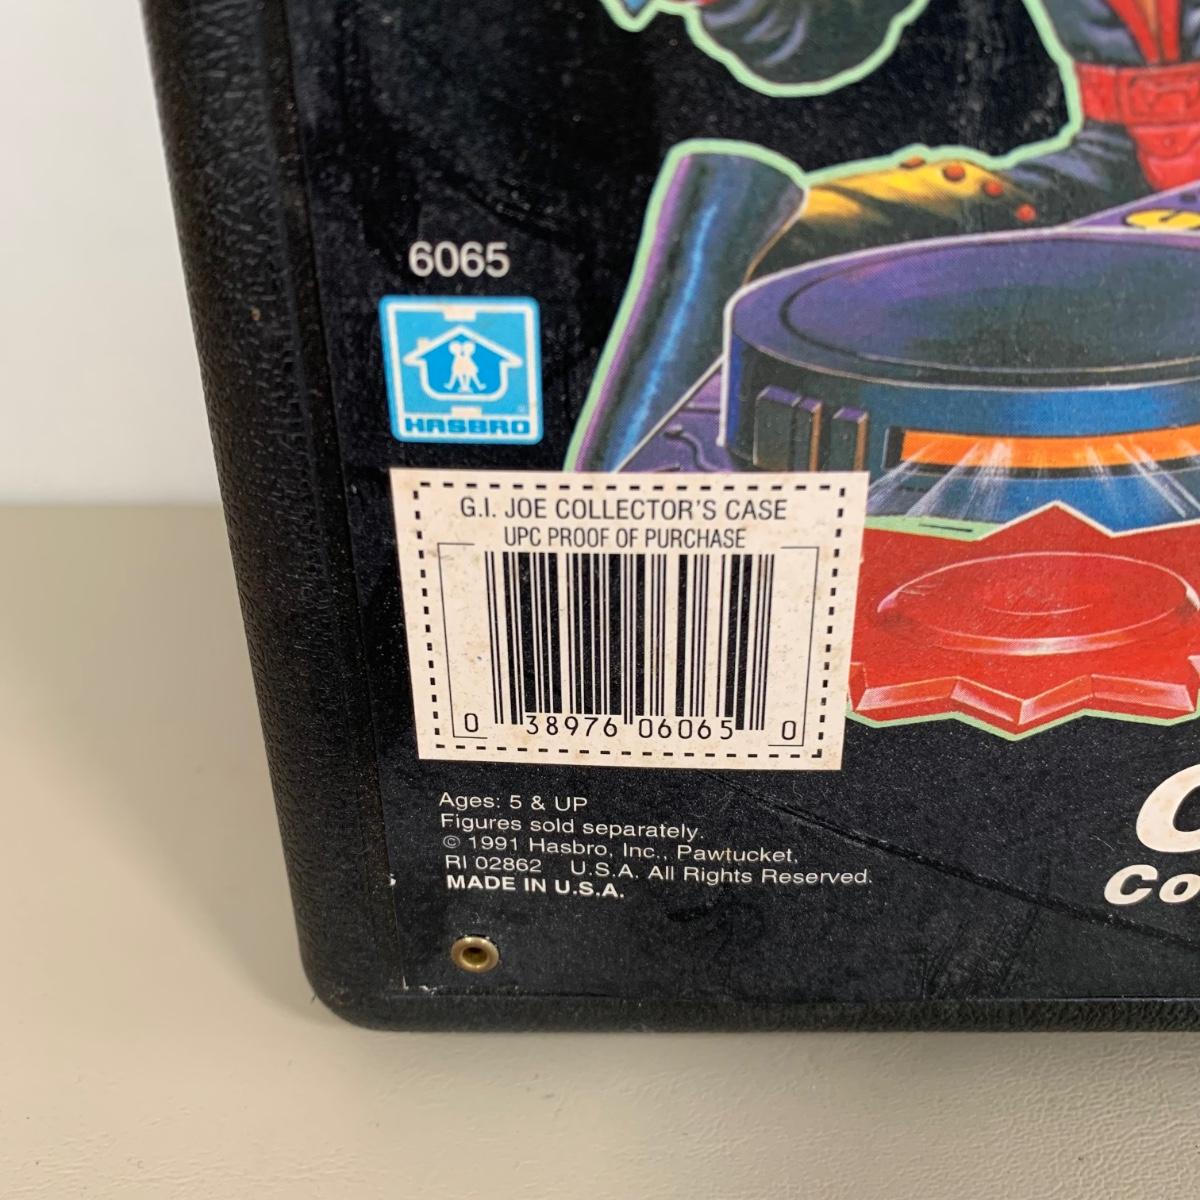 6065
HASBRO
G.I. JOE COLLECTOR'S CASE
UPC PROOF OF PURCHASE
0 38976 06065 0
Ages: 5 & UP
Figures sold separately.
© 1991 Hasbro, Inc., Pawtucket,
RI 02862 U.S.A. All Rights Reserved.
MADE IN U.S.A.